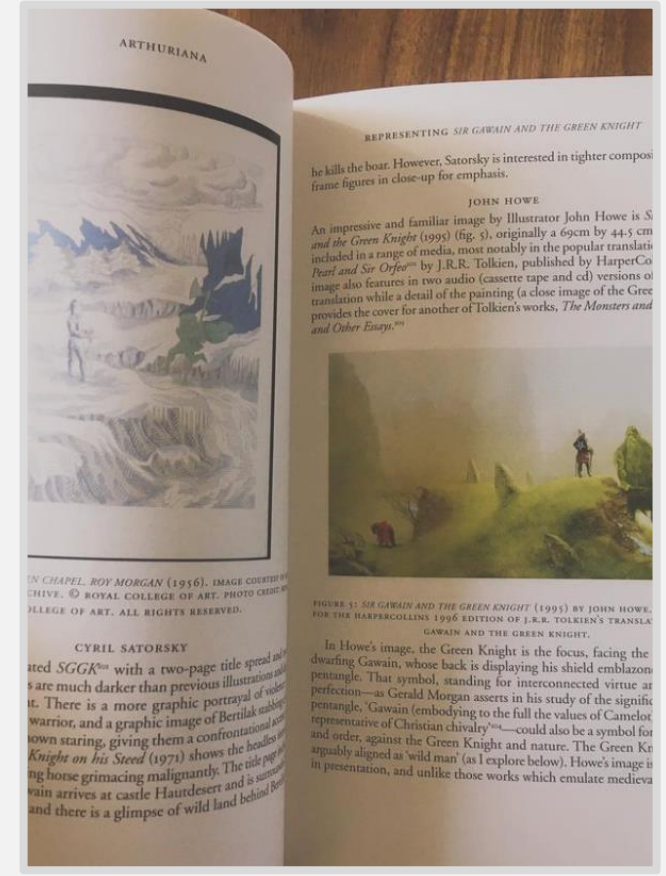 ARTHURIANA
N CHAPEL, ROY MORGAN (1956). IMAGE COURTESY
CHIVE. © ROYAL COLLEGE OF ART. PHOTO CREDIT:
OLLEGE OF ART. ALL RIGHTS RESERVED.
CYRIL SATORSKY
ated SGGK with a two-page title spread and
s are much darker than previous illustrations
t. There is a more graphic portrayal of violence
warrior, and a graphic image of Bertilak stabbing
own staring, giving them a confrontational
Knight on his Steed (1971) shows the headless
ng horse grimacing malignantly. The title page
wain arrives at castle Hautdesert and is
and there is a glimpse of wild land behind
REPRESENTING SIR GAWAIN AND THE GREEN KNIGHT
he kills the boar. However, Satorsky is interested in tighter composi
frame figures in close-up for emphasis.
JOHN HOWE
An impressive and familiar image by Illustrator John Howe is S
and the Green Knight (1995) (fig. 5), originally a 69cm by 44.5 cm
included in a range of media, most notably in the popular translati
Pearl and Sir Orfeo by J.R.R. Tolkien, published by HarperCo
image also features in two audio (cassette tape and cd) versions of
translation while a detail of the painting (a close image of the Gree
provides the cover for another of Tolkien's works, The Monsters and
and Other Essays.
FIGURE 5: SIR GAWAIN AND THE GREEN KNIGHT (1995) BY JOHN HOWE.
FOR THE HARPERCOLLINS 1996 EDITION OF J.R.R. TOLKIEN'S TRANSLA
GAWAIN AND THE GREEN KNIGHT.
In Howe's image, the Green Knight is the focus, facing the
dwarfing Gawain, whose back is displaying his shield emblazon
pentangle. That symbol, standing for interconnected virtue an
perfection—as Gerald Morgan asserts in his study of the signific
pentangle, 'Gawain (embodying to the full the values of Camelot
representative of Christian chivalry'—could also be a symbol for
and order, against the Green Knight and nature. The Green Kn
arguably aligned as 'wild man' (as I explore below). Howe's image is
in presentation, and unlike those works which emulate medieva